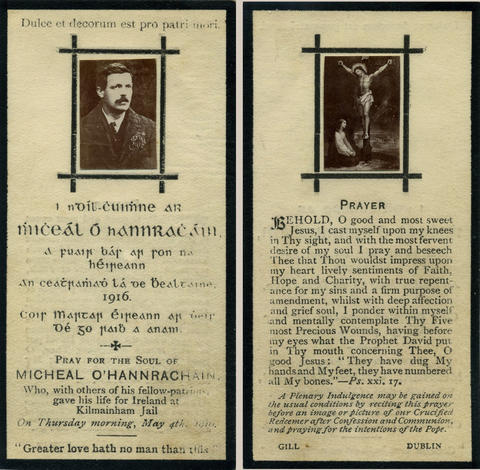 Dulce et decorum est pro patri mori.
I nDíl-ċuiṁne ar
Míċeál Ó hAnnraċáin,
A fuair bás ar son na
hÉireann
An ceaṫraṁaḋ lá de Ḃealtaine,
1916.
Coir Martar Éireann ar ḋeis
Dé go raiḃ a anam.
PRAY FOR THE SOUL OF
MICHEAL O'HANNRACHAIN,
Who, with others of his fellow-patriots,
gave his life for Ireland at
Kilmainham Jail
On Thursday morning, May 4th, 1916.
"Greater love hath no man than this"
PRAYER
BEHOLD, O good and most sweet
Jesus, I cast myself upon my knees
in Thy sight, and with the most fervent
desire of my soul I pray and beseech
Thee that Thou wouldst impress upon
my heart lively sentiments of Faith,
Hope and Charity, with true repent-
ance for my sins and a firm purpose of
amendment, whilst with deep affection
and grief soul, I ponder within myself
and mentally contemplate Thy Five
most Precious Wounds, having before
my eyes what the Prophet David put
in Thy mouth concerning Thee, O
good Jesus: "They have dug My
hands and My feet, they have numbered
all My bones."—Ps. xxi. 17.
A Plenary Indulgence may be gained on
the usual conditions by reciting this prayer
before an image or picture of our Crucified
Redeemer after Confession and Communion,
and praying for the intentions of the Pope.
GILL DUBLIN